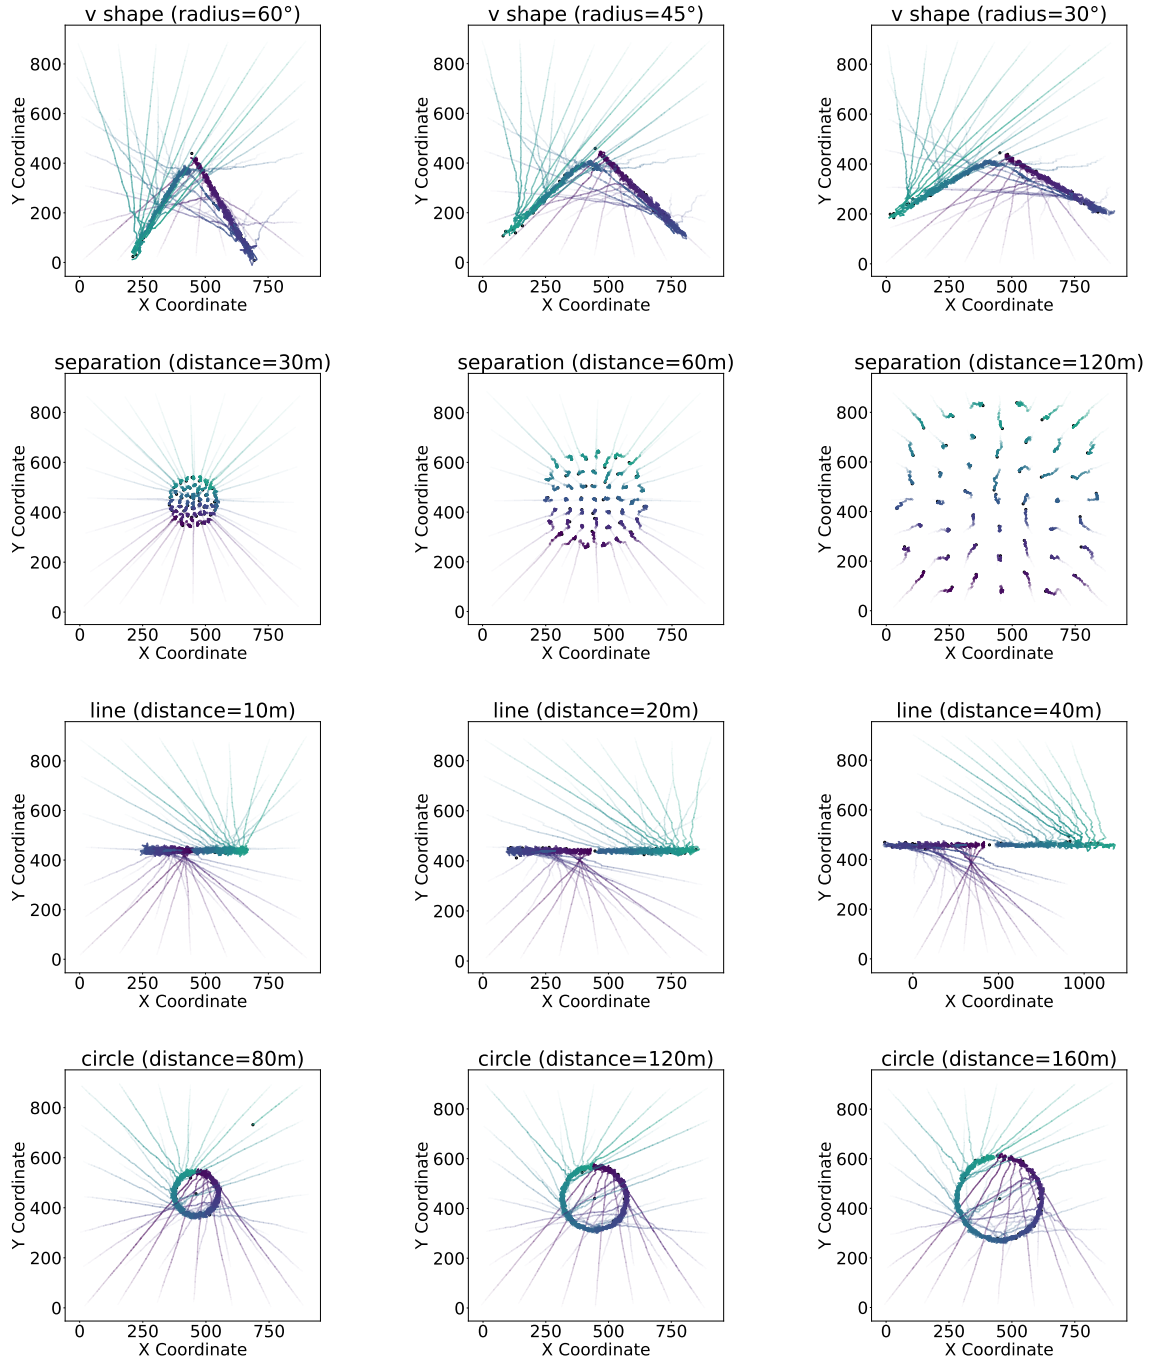 v shape (radius=60°)
v shape (radius=45°)
v shape (radius=30°)
Y Coordinate
800
600
400
200
0
0 250 500 750
X Coordinate
Y Coordinate
800
600
400
200
0
0 250 500 750
X Coordinate
Y Coordinate
800
600
400
200
0
0 250 500 750
X Coordinate
separation (distance=30m)
separation (distance=60m)
separation (distance=120m)
Y Coordinate
800
600
400
200
0
0 250 500 750
X Coordinate
Y Coordinate
800
600
400
200
0
0 250 500 750
X Coordinate
Y Coordinate
800
600
400
200
0
0 250 500 750
X Coordinate
line (distance=10m)
line (distance=20m)
line (distance=40m)
Y Coordinate
800
600
400
200
0
0 250 500 750
X Coordinate
Y Coordinate
800
600
400
200
0
0 250 500 750
X Coordinate
Y Coordinate
800
600
400
200
0
0 500 1000
X Coordinate
circle (distance=80m)
circle (distance=120m)
circle (distance=160m)
Y Coordinate
800
600
400
200
0
0 250 500 750
X Coordinate
Y Coordinate
800
600
400
200
0
0 250 500 750
X Coordinate
Y Coordinate
800
600
400
200
0
0 250 500 750
X Coordinate